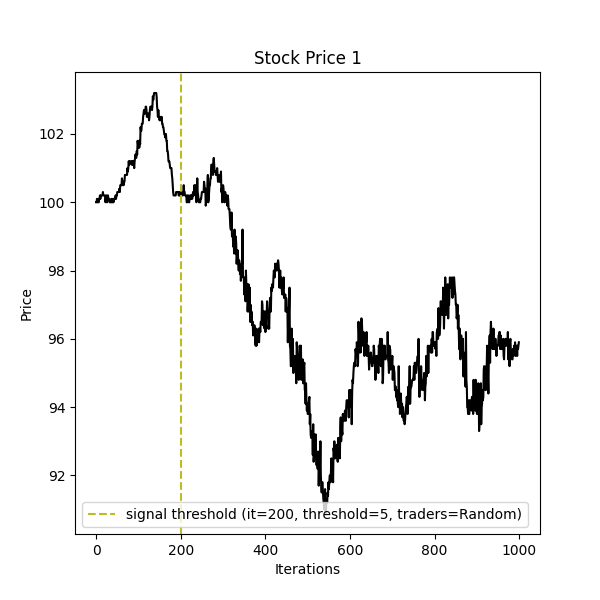 Stock Price 1
Price
102
100
98
96
94
92
signal threshold (it=200, threshold=5, traders=Random)
0 200 400 600 800 1000
Iterations